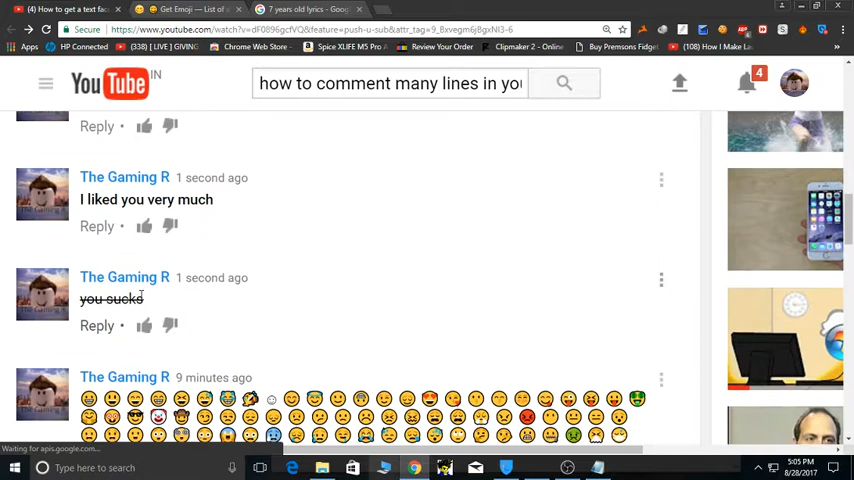 (4) How to get a text fac
Get Emoji — List of
7 years old lyrics - Goog
Secure
https://www.youtube.com/watch?v=dF0896gcfVQ&feature=push-u-sub&attr_tag=9_Bxvegm6jBgxNI3-6
Apps
HP Connected
(338) [ LIVE ] GIVING
Chrome Web Store -
Spice XLIFE M5 Pro A
Review Your Order
Clipmaker 2 - Online
(108) How I Make La
YouTube IN
how to comment many lines in you
4
Reply •
The Gaming R 1 second ago
I liked you very much
Reply •
The Gaming R 1 second ago
you sucks
Reply •
The Gaming R 9 minutes ago
Waiting for apis.google.com...
Type here to search
5:05 PM
8/28/2017